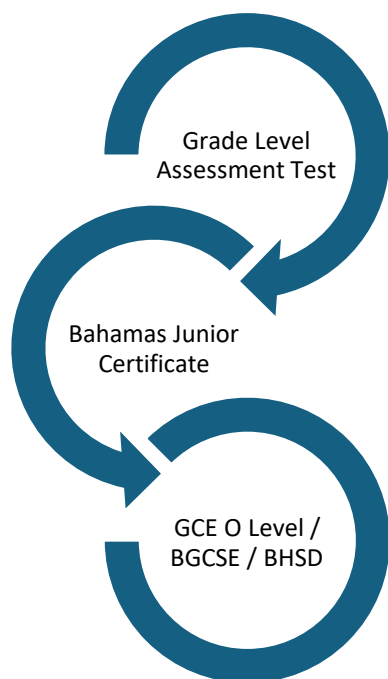 Grade Level
Assessment Test
Bahamas Junior
Certificate
GCE O Level /
BGCSE / BHSD